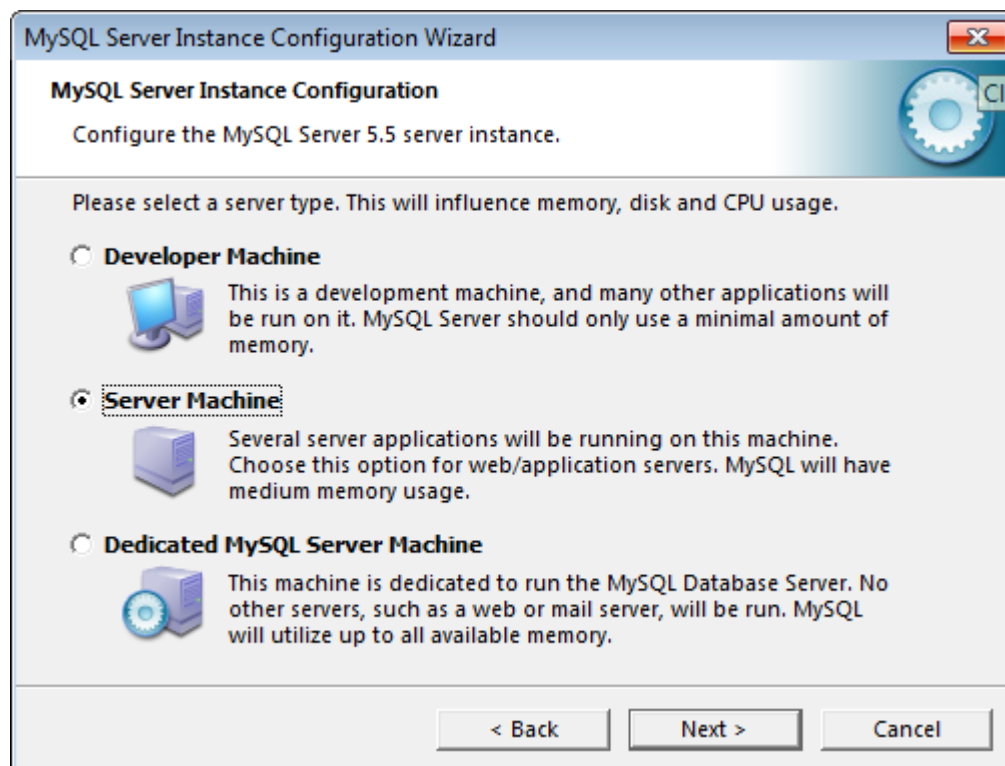 MySQL Server Instance Configuration Wizard
MySQL Server Instance Configuration
Configure the MySQL Server 5.5 server instance.
Please select a server type. This will influence memory, disk and CPU usage.
Developer Machine
This is a development machine, and many other applications will
be run on it. MySQL Server should only use a minimal amount of
memory.
Server Machine
Several server applications will be running on this machine.
Choose this option for web/application servers. MySQL will have
medium memory usage.
Dedicated MySQL Server Machine
This machine is dedicated to run the MySQL Database Server. No
other servers, such as a web or mail server, will be run. MySQL
will utilize up to all available memory.
< Back
Next >
Cancel